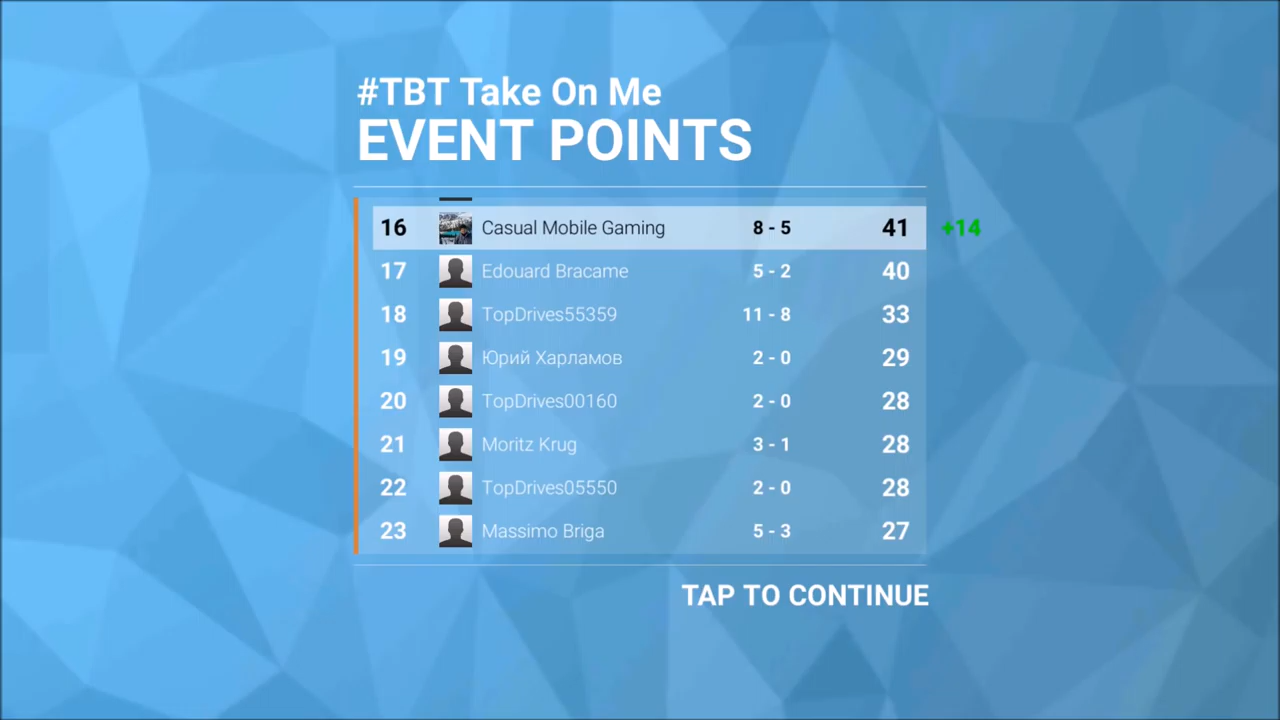 #TBT Take On Me
EVENT POINTS
16 Casual Mobile Gaming 8 - 5 41 +14
17 Edouard Bracame 5 - 2 40
18 TopDrives55359 11 - 8 33
19 Юрий Харламов 2 - 0 29
20 TopDrives00160 2 - 0 28
21 Moritz Krug 3 - 1 28
22 TopDrives05550 2 - 0 28
23 Massimo Briga 5 - 3 27
TAP TO CONTINUE